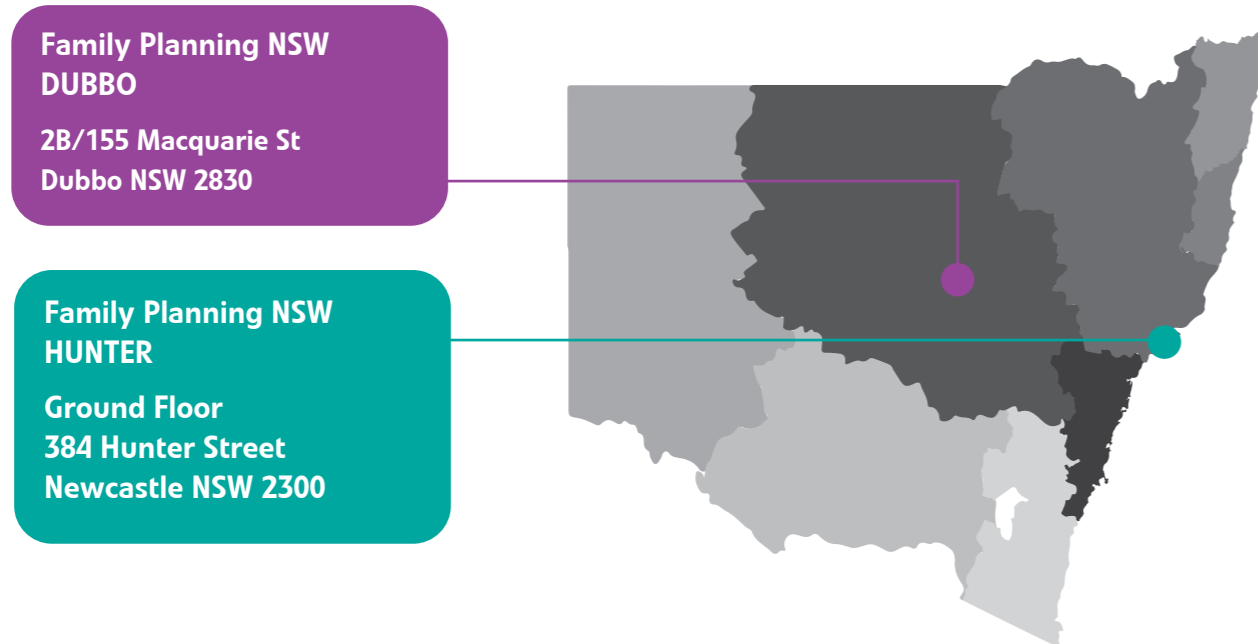 Family Planning NSW
DUBBO
2B/155 Macquarie St
Dubbo NSW 2830
Family Planning NSW
HUNTER
Ground Floor
384 Hunter Street
Newcastle NSW 2300